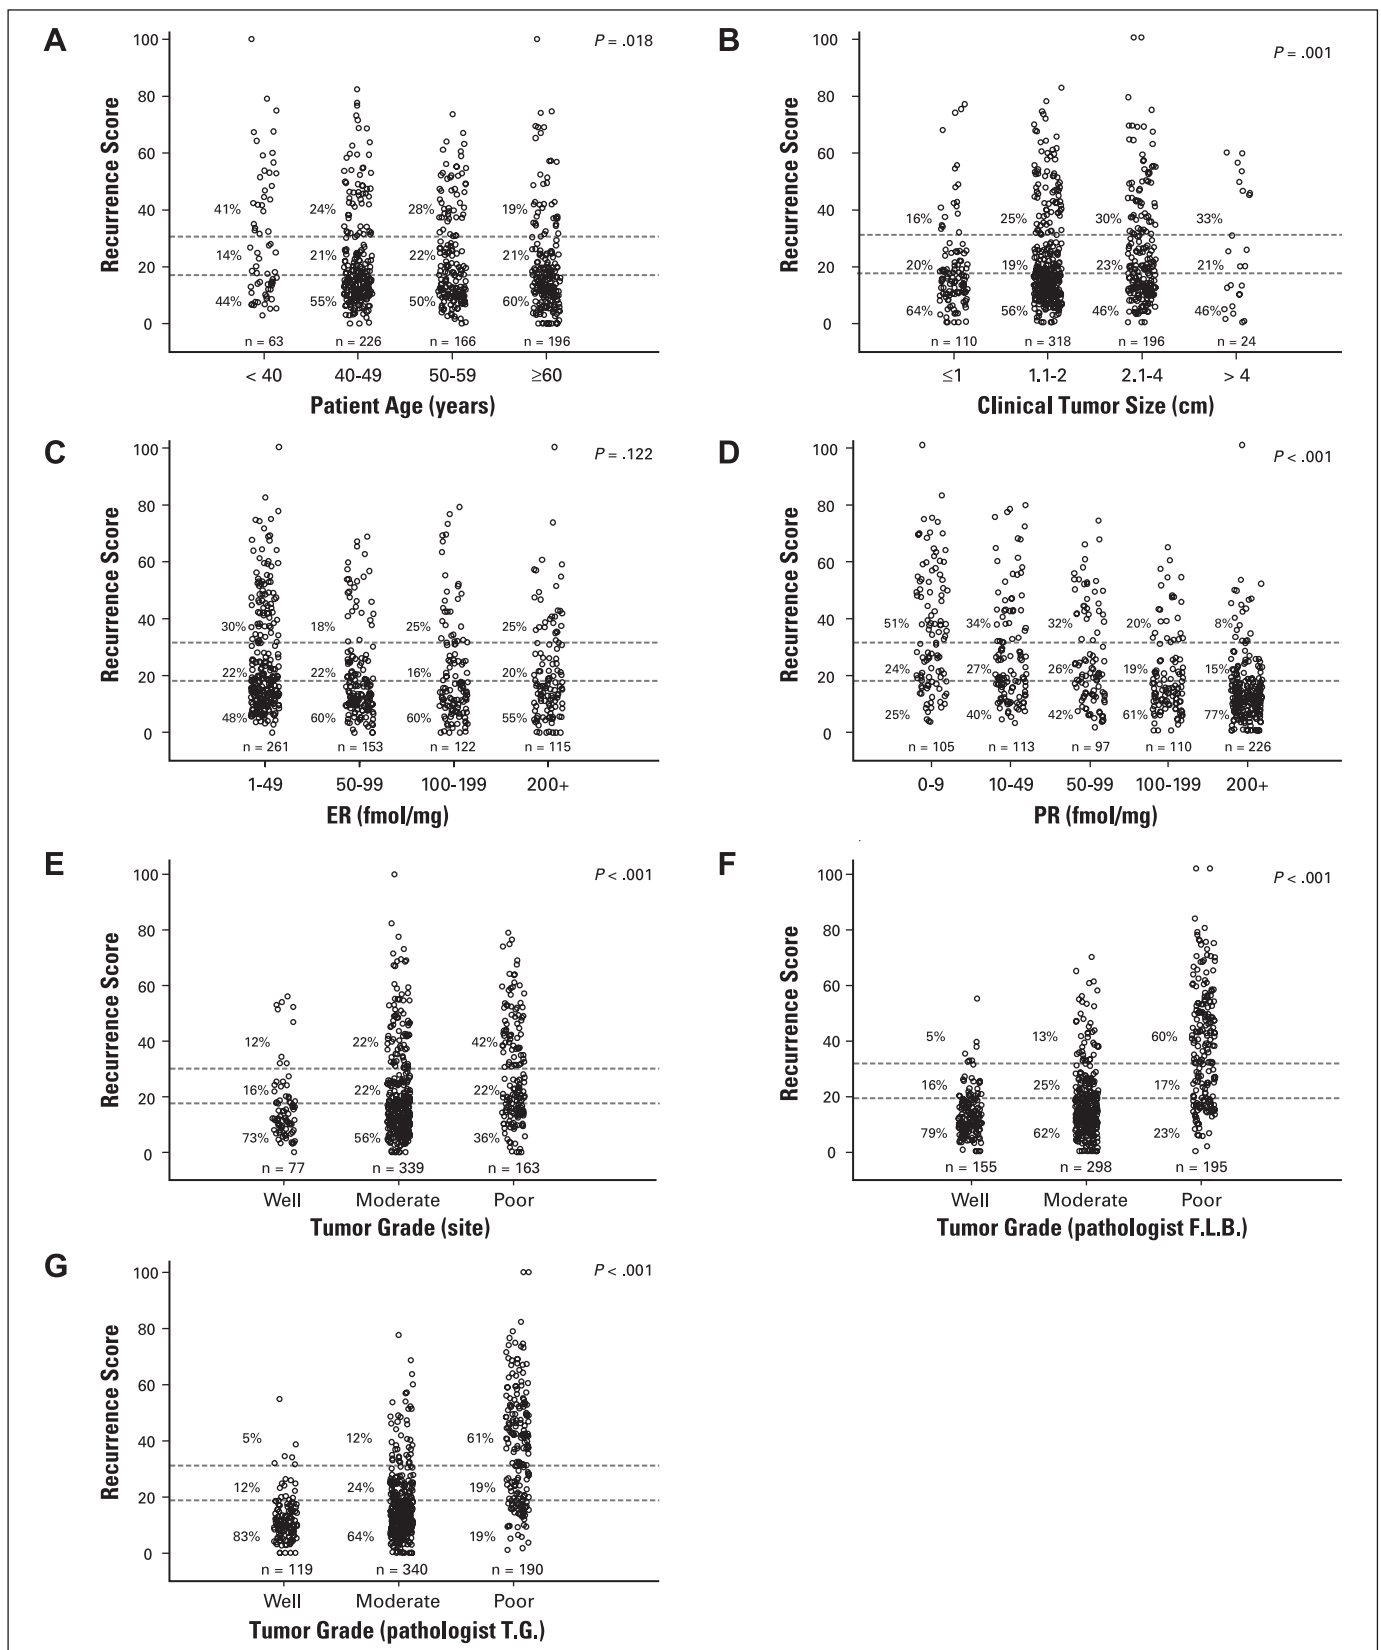 A
P = .018
Recurrence Score
100
80
60
40
20
0
41%
24%
28%
19%
14%
21%
22%
21%
44%
55%
50%
60%
n = 63
n = 226
n = 166
n = 196
< 40
40-49
50-59
≥60
Patient Age (years)
B
P = .001
Recurrence Score
100
80
60
40
20
0
16%
25%
30%
33%
20%
19%
23%
21%
64%
56%
46%
46%
n = 110
n = 318
n = 196
n = 24
≤1
1.1-2
2.1-4
> 4
Clinical Tumor Size (cm)
C
P = .122
Recurrence Score
100
80
60
40
20
0
30%
18%
25%
25%
22%
22%
16%
20%
48%
60%
60%
55%
n = 261
n = 153
n = 122
n = 115
1-49
50-99
100-199
200+
ER (fmol/mg)
D
P < .001
Recurrence Score
100
80
60
40
20
0
51%
34%
32%
20%
8%
24%
27%
26%
19%
15%
25%
40%
42%
61%
77%
n = 105
n = 113
n = 97
n = 110
n = 226
0-9
10-49
50-99
100-199
200+
PR (fmol/mg)
E
P < .001
Recurrence Score
100
80
60
40
20
0
12%
22%
42%
16%
22%
22%
73%
56%
36%
n = 77
n = 339
n = 163
Well
Moderate
Poor
Tumor Grade (site)
F
P < .001
Recurrence Score
100
80
60
40
20
0
5%
13%
60%
16%
25%
17%
79%
62%
23%
n = 155
n = 298
n = 195
Well
Moderate
Poor
Tumor Grade (pathologist F.L.B.)
G
P < .001
Recurrence Score
100
80
60
40
20
0
5%
12%
61%
12%
24%
19%
83%
64%
19%
n = 119
n = 340
n = 190
Well
Moderate
Poor
Tumor Grade (pathologist T.G.)